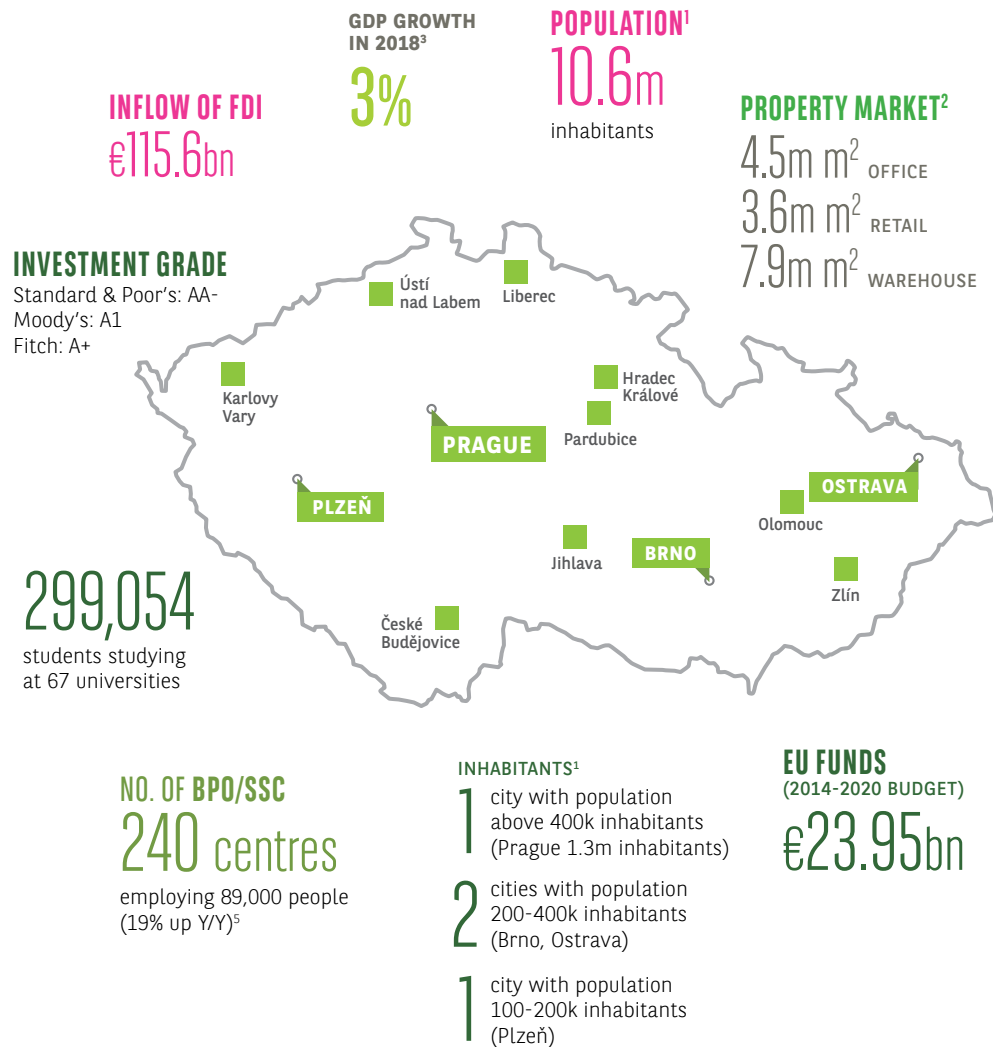 GDP GROWTH
IN 2018³
3%
POPULATION¹
10.6m
inhabitants
INFLOW OF FDI
€115.6bn
PROPERTY MARKET²
4.5m m² OFFICE
3.6m m² RETAIL
7.9m m² WAREHOUSE
INVESTMENT GRADE
Standard & Poor's: AA-
Moody's: A1
Fitch: A+
Ústí
nad Labem
Liberec
Karlovy
Vary
Hradec
Králové
Pardubice
PRAGUE
PLZEŇ
OSTRAVA
Olomouc
Jihlava
BRNO
Zlín
České
Budějovice
299,054
students studying
at 67 universities
NO. OF BPO/SSC
240 centres
employing 89,000 people
(19% up Y/Y)⁵
INHABITANTS¹
1 city with population
above 400k inhabitants
(Prague 1.3m inhabitants)
2 cities with population
200-400k inhabitants
(Brno, Ostrava)
1 city with population
100-200k inhabitants
(Plzeň)
EU FUNDS
(2014-2020 BUDGET)
€23.95bn